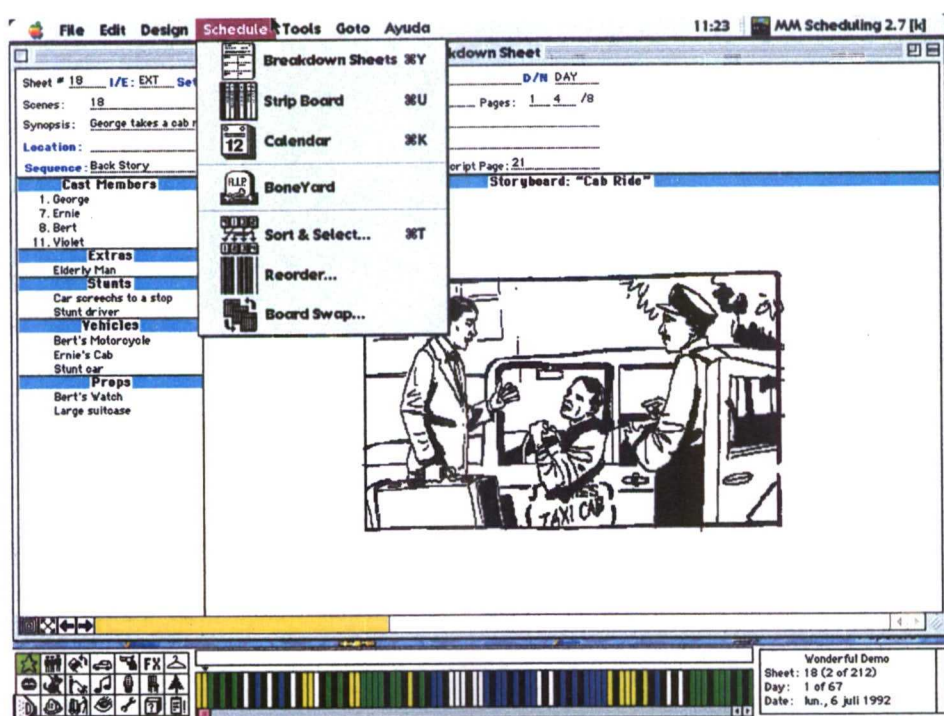 File Edit Design Schedule Tools Goto Ayuda 11:23 MM Scheduling 2.7 [k]
kdown Sheet
Sheet # 18 I/E: EXT Set
D/N DAY
Scenes: 18
Pages: 1 4 /8
Synopsis: George takes a cab r
Location:
Sequence: Back Story
oript Page: 21
Breakdown Sheets ⌘Y
Strip Board ⌘U
12
Calendar ⌘K
R.I.P.
BoneYard
Sort & Select... ⌘T
Reorder...
Board Swap...
Cast Members
1. George
7. Ernie
8. Bert
11. Violet
Extras
Elderly Man
Stunts
Car screechs to a stop
Stunt driver
Vehicles
Bert's Motorcycle
Ernie's Cab
Stunt car
Props
Bert's Watch
Large suitcase
Storyboard: "Cab Ride"
TAXI CAB
FX
Wonderful Demo
Sheet: 18 (2 of 212)
Day: 1 of 67
Date: lun., 6 juli 1992